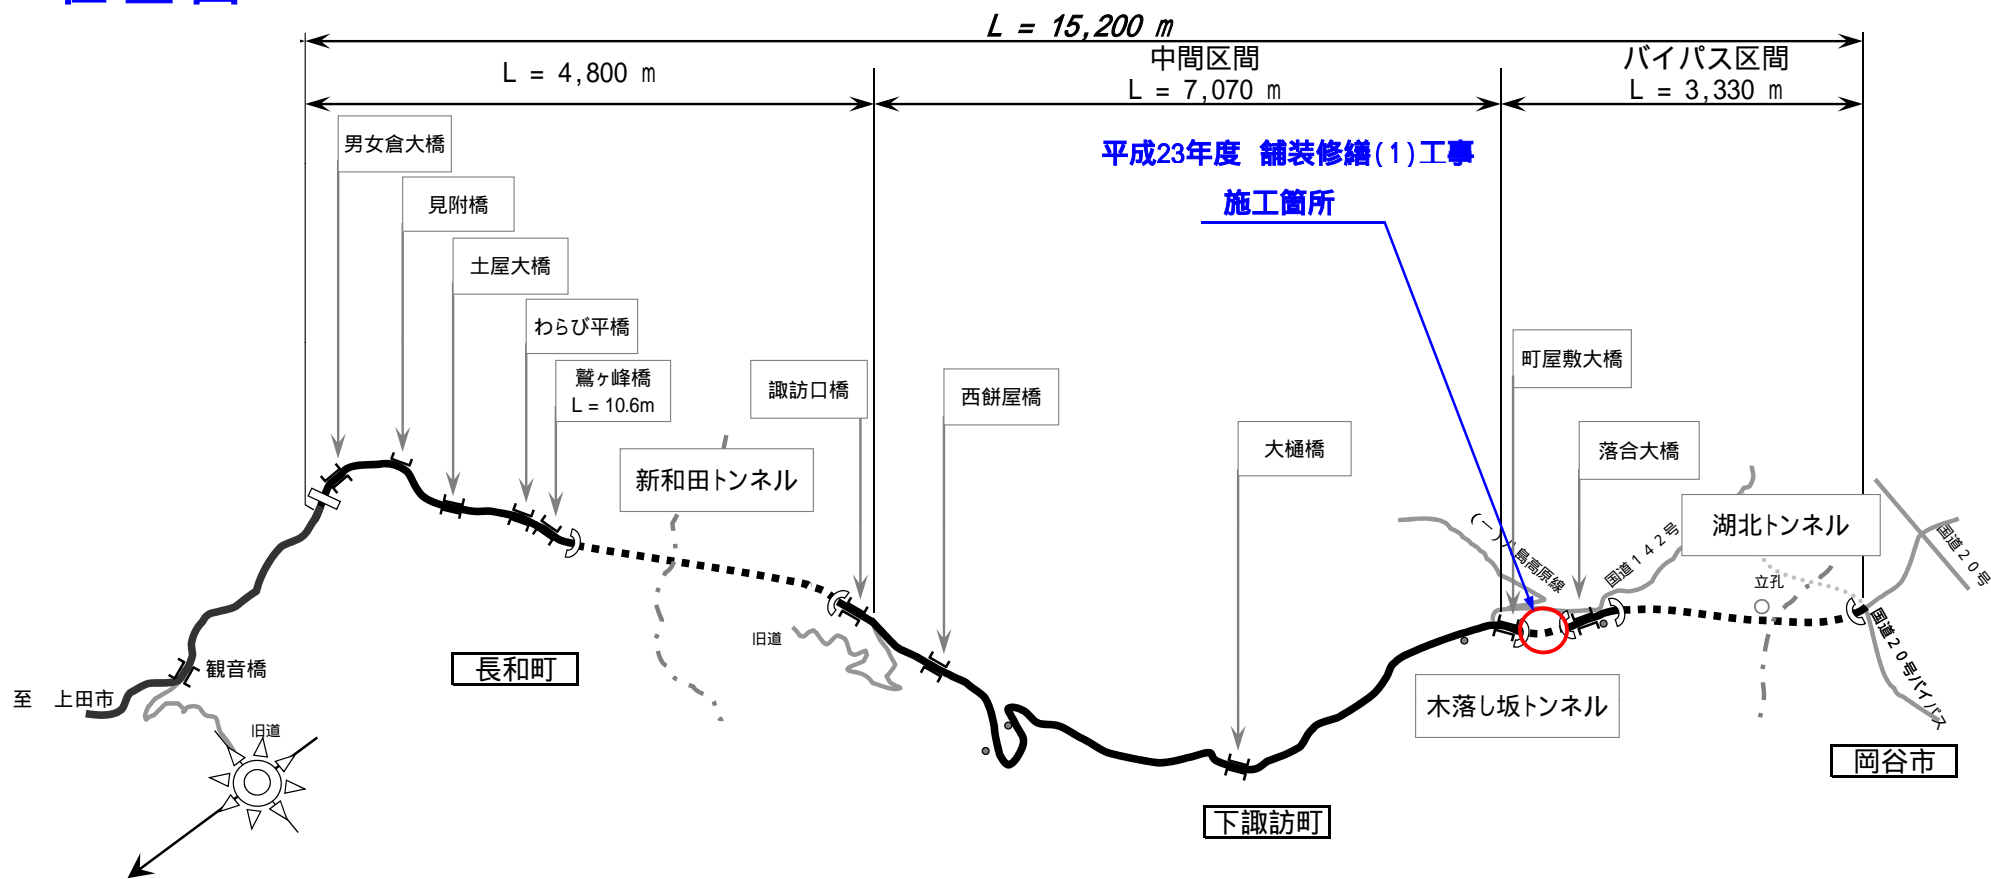 L = 15,200 m
L = 4,800 m
中間区間
L = 7,070 m
バイパス区間
L = 3,330 m
平成23年度 舗装修繕(1)工事
施工箇所
男女倉大橋
見附橋
土屋大橋
わらび平橋
鷲ヶ峰橋
L = 10.6m
新和田トンネル
諏訪口橋
西餅屋橋
大樋橋
町屋敷大橋
落合大橋
湖北トンネル
国道142号
国道20号
立孔
国道20号バイパス
木落し坂トンネル
旧道
観音橋
至 上田市
旧道
長和町
下諏訪町
岡谷市